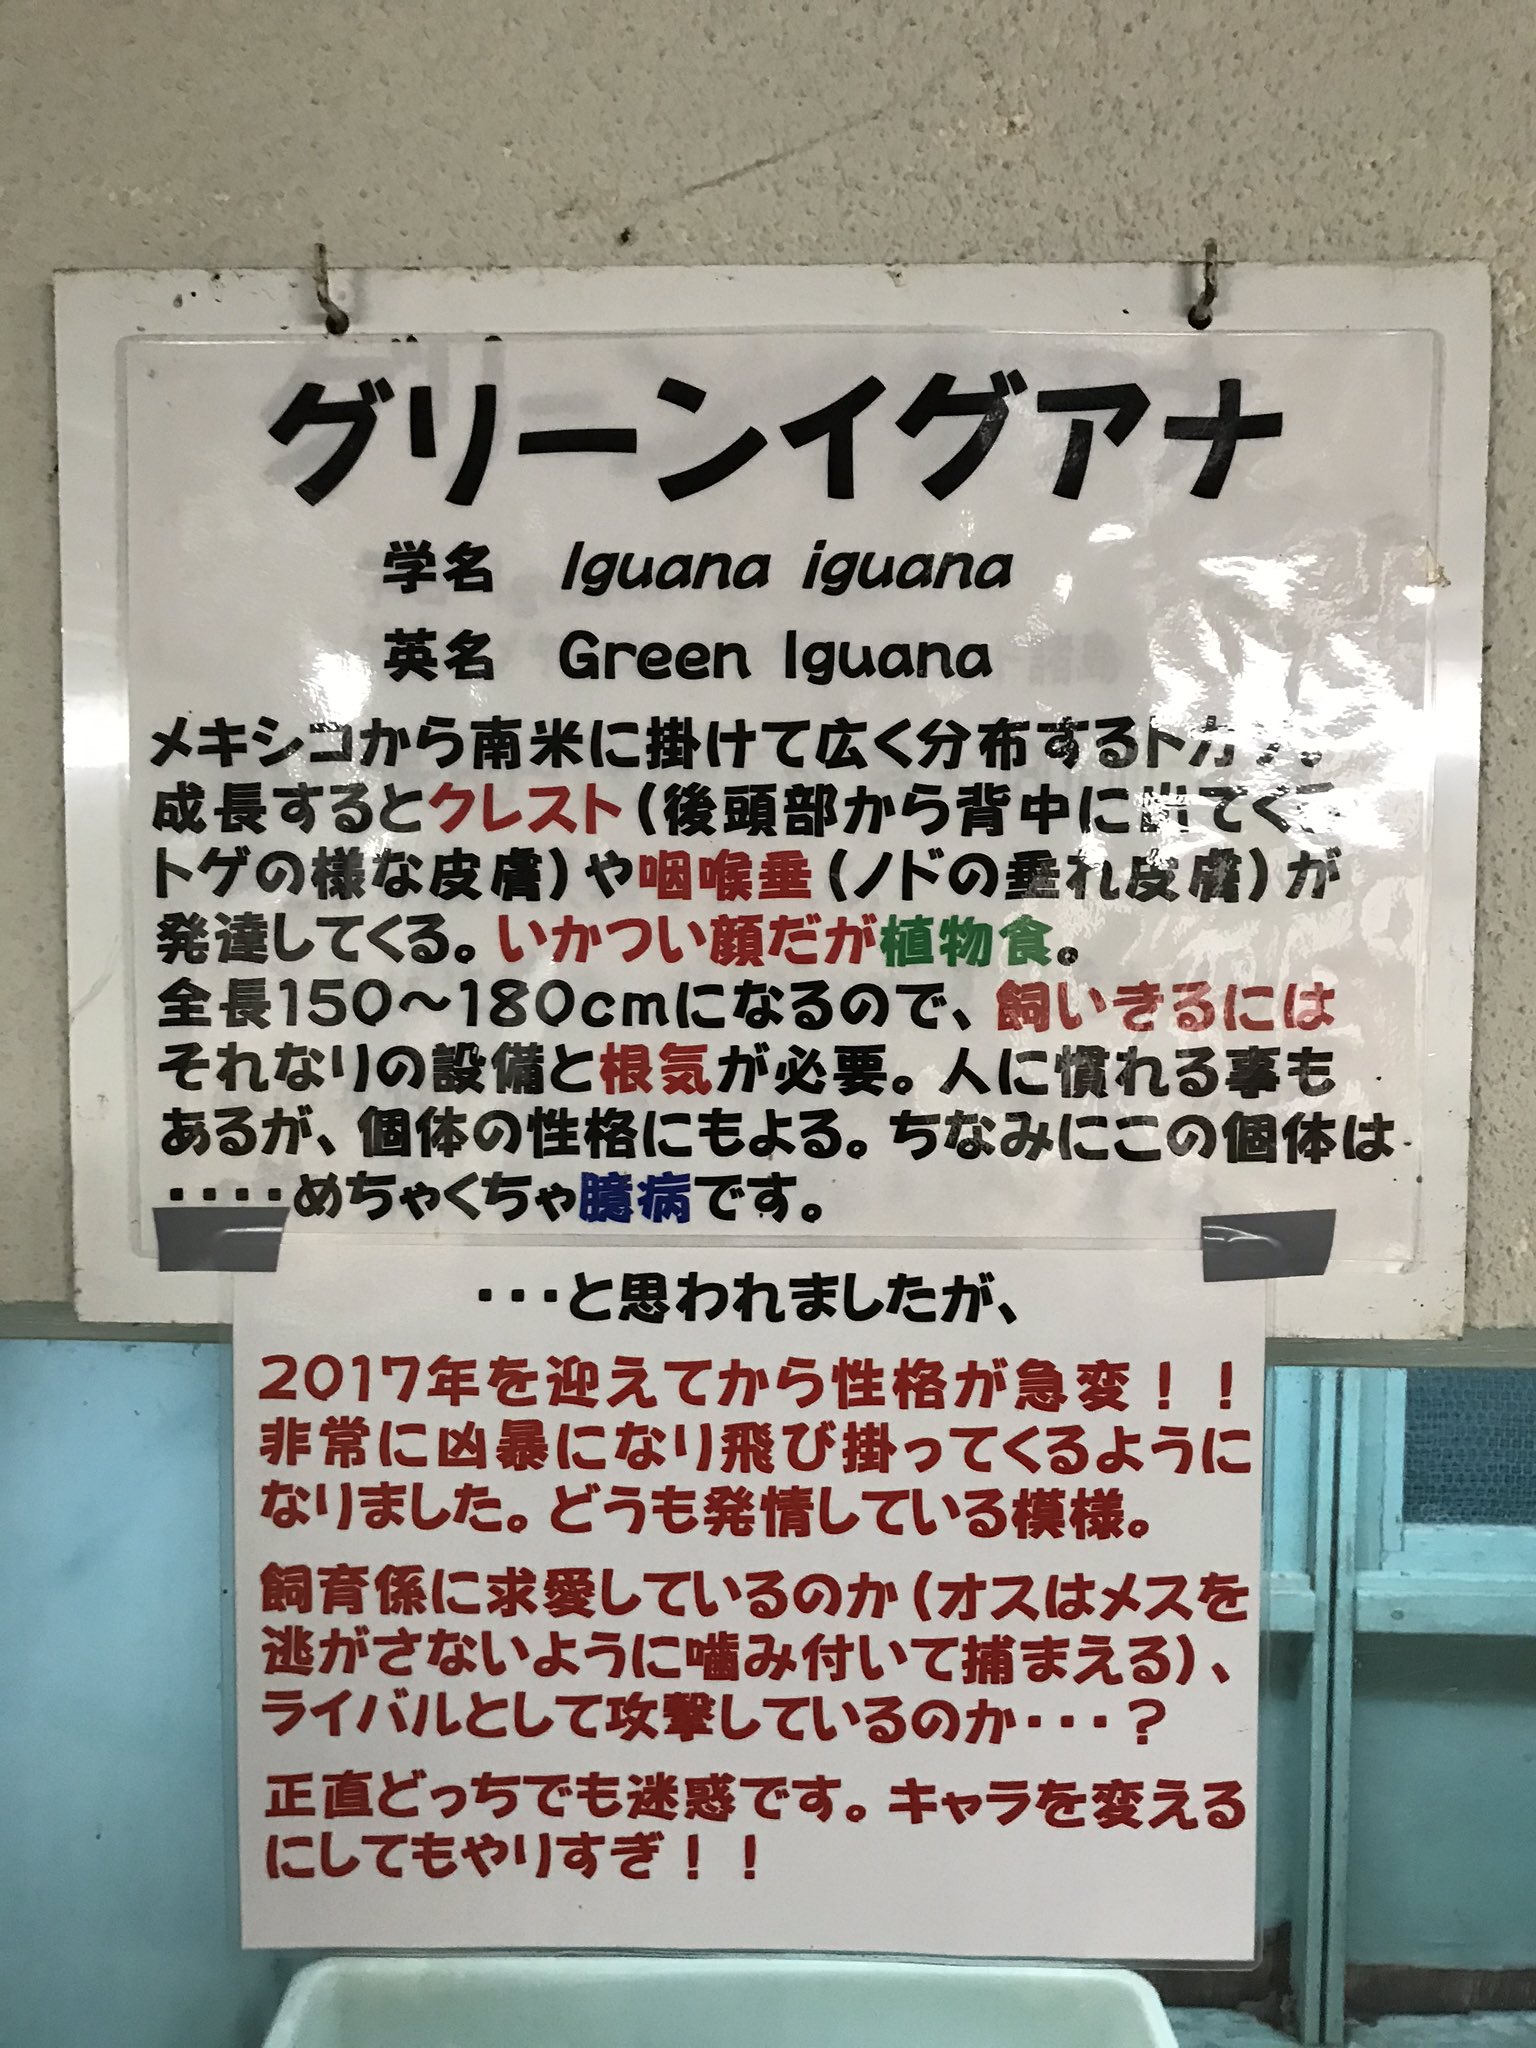 グリーンイグアナ
学名 Iguana iguana
英名 Green Iguana
メキシコから南米に掛けて広く分布するトカゲ。
成長するとクレスト(後頭部から背中に出てくる
トゲの様な皮膚)や咽喉垂(ノドの垂れ皮膚)が
発達してくる。いかつい顔だが植物食。
全長150~180cmになるので、飼いきるには
それなりの設備と根気が必要。人に慣れる事も
あるが、個体の性格にもよる。ちなみにこの個体は
・・・・めちゃくちゃ臆病です。
・・・と思われましたが、
2017年を迎えてから性格が急変!!
非常に凶暴になり飛び掛ってくるように
なりました。どうも発情している模様。
飼育係に求愛しているのか(オスはメスを
逃がさないように噛み付いて捕まえる)、
ライバルとして攻撃しているのか・・・?
正直どっちでも迷惑です。キャラを変える
にしてもやりすぎ!!